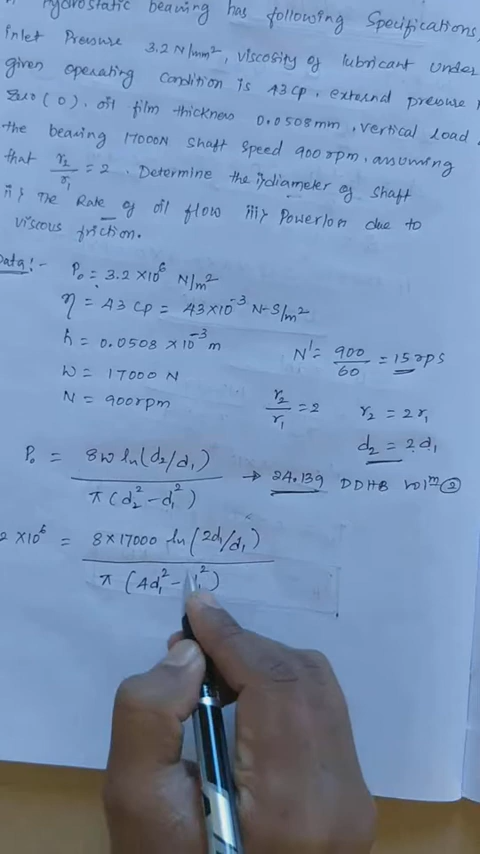 Hydrostatic bearing has following Specifications,
inlet Pressure 3.2 N/mm², viscosity of lubricant under
given operating condition is 43 CP. external pressure
Zero (0). oil film thickness 0.0508mm, vertical load
the bearing 17000N shaft speed 900 rpm. assuming
that r₂/r₁ = 2. Determine the i) diameter of shaft
ii) The Rate of oil flow iii) Powerloss due to
viscous friction.
Data:-
P₀ = 3.2 × 10⁶ N/m²
η = 43 CP = 43×10⁻³ N-S/m²
h = 0.0508 × 10⁻³ m
N' = 900/60 = 15 rps
W = 17000 N
N = 900rpm
r₂/r₁ = 2 r₂ = 2r₁
d₂ = 2d₁
P₀ = 8W ln(d₂/d₁) / π(d₂² - d₁²) → 24.139 DDHB Volᵐ ②
2 ×10⁶ = 8×17000 ln(2d₁/d₁) / π(4d₁² - d₁²)